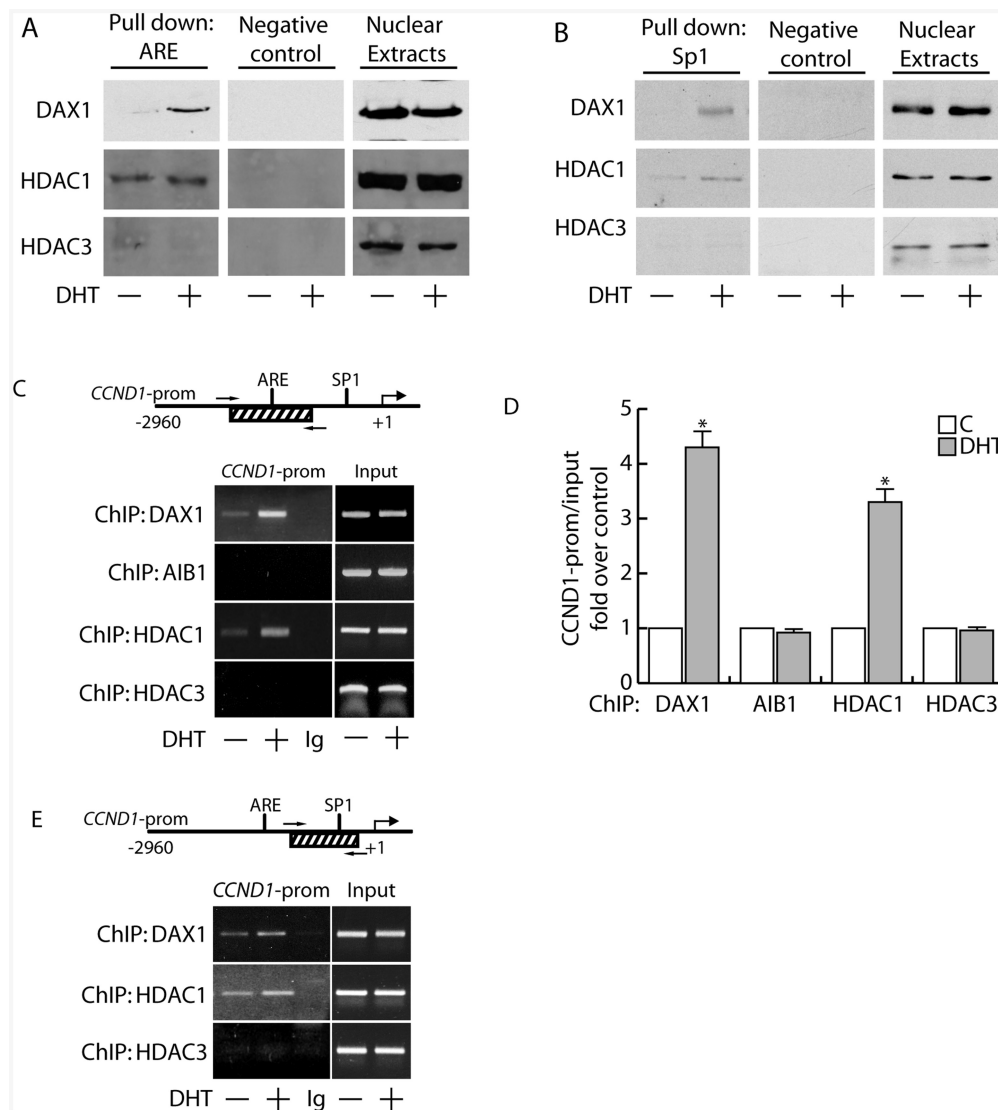 A
Pull down: ARE
Negative control
Nuclear Extracts
DAX1
HDAC1
HDAC3
DHT − + − + − +
B
Pull down: Sp1
Negative control
Nuclear Extracts
DAX1
HDAC1
HDAC3
DHT − + − + − +
C
ARE SP1
CCND1-prom
-2960 +1
CCND1-prom Input
ChIP: DAX1
ChIP: AIB1
ChIP: HDAC1
ChIP: HDAC3
DHT − + Ig − +
D
CCND1-prom/input
fold over control
5
4
3
2
1
0
* *
C
DHT
ChIP: DAX1 AIB1 HDAC1 HDAC3
E
ARE SP1
CCND1-prom
-2960 +1
CCND1-prom Input
ChIP: DAX1
ChIP: HDAC1
ChIP: HDAC3
DHT − + Ig − +